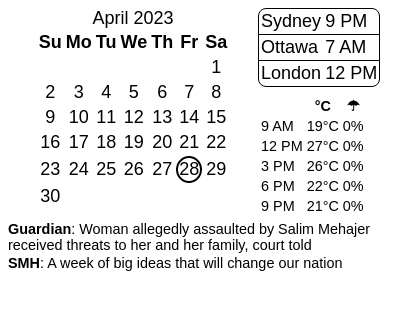 April 2023
Su Mo Tu We Th Fr Sa
1
2 3 4 5 6 7 8
9 10 11 12 13 14 15
16 17 18 19 20 21 22
23 24 25 26 27 28 29
30
Sydney 9 PM
Ottawa 7 AM
London 12 PM
°C ☂
9 AM 19°C 0%
12 PM 27°C 0%
3 PM 26°C 0%
6 PM 22°C 0%
9 PM 21°C 0%
Guardian: Woman allegedly assaulted by Salim Mehajer
received threats to her and her family, court told
SMH: A week of big ideas that will change our nation